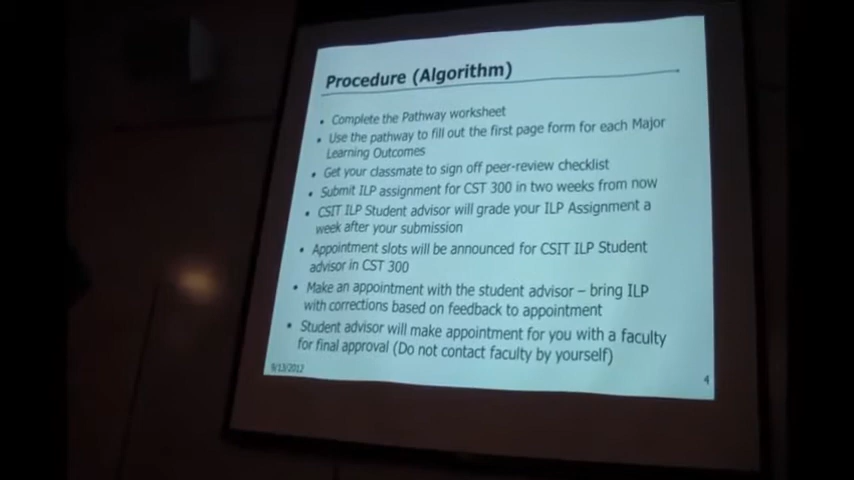 Procedure (Algorithm)
• Complete the Pathway worksheet
• Use the pathway to fill out the first page form for each Major
Learning Outcomes
• Get your classmate to sign off peer-review checklist
• Submit ILP assignment for CST 300 in two weeks from now
• CSIT ILP Student advisor will grade your ILP Assignment a
week after your submission
• Appointment slots will be announced for CSIT ILP Student
advisor in CST 300
• Make an appointment with the student advisor – bring ILP
with corrections based on feedback to appointment
• Student advisor will make appointment for you with a faculty
for final approval (Do not contact faculty by yourself)
9/13/2012
4